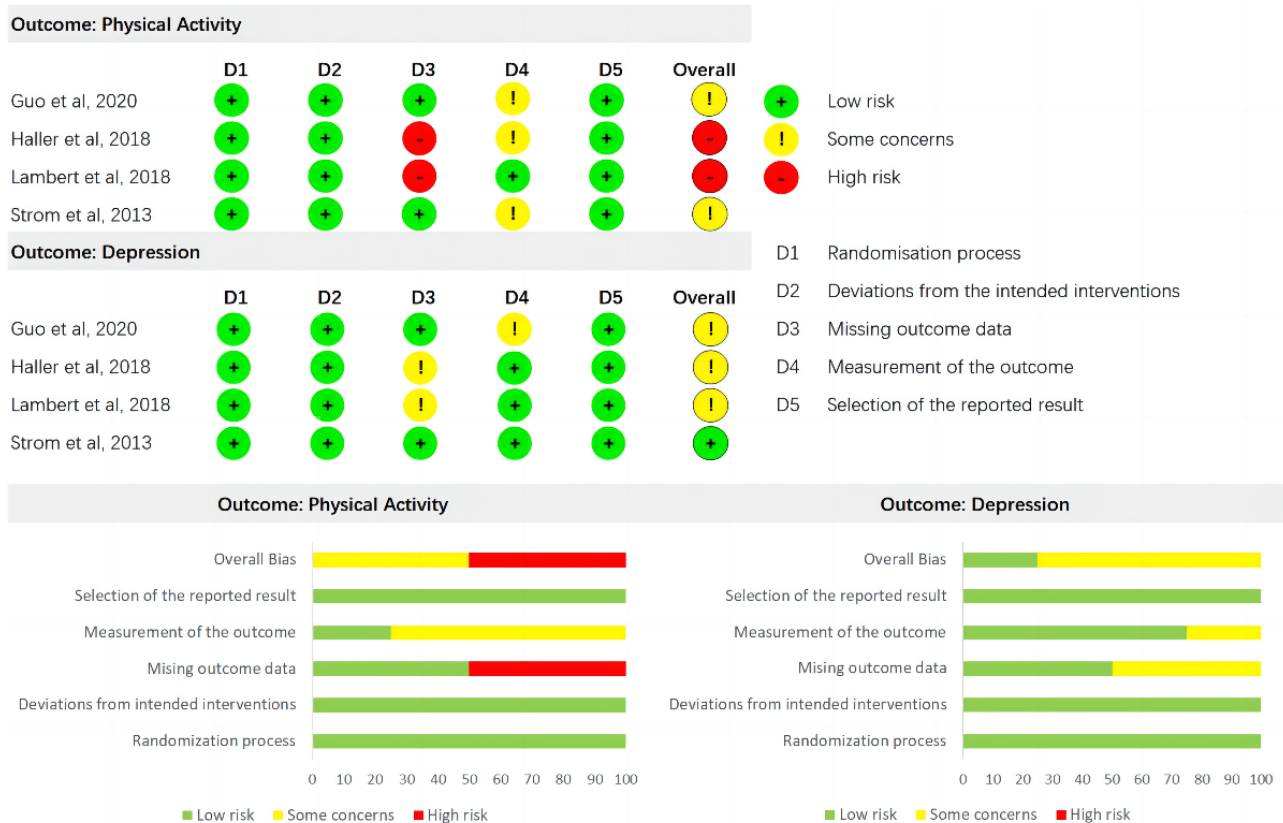 Outcome: Physical Activity
D1 D2 D3 D4 D5 Overall
Guo et al, 2020 + + + ! + !
Haller et al, 2018 + + - ! + -
Lambert et al, 2018 + + - + + -
Strom et al, 2013 + + + ! + !
+ Low risk
! Some concerns
- High risk
Outcome: Depression
D1 D2 D3 D4 D5 Overall
Guo et al, 2020 + + + ! + !
Haller et al, 2018 + + ! + + !
Lambert et al, 2018 + + ! + + !
Strom et al, 2013 + + + + + +
D1 Randomisation process
D2 Deviations from the intended interventions
D3 Missing outcome data
D4 Measurement of the outcome
D5 Selection of the reported result
Outcome: Physical Activity
Overall Bias
Selection of the reported result
Measurement of the outcome
Mising outcome data
Deviations from intended interventions
Randomization process
0 10 20 30 40 50 60 70 80 90 100
Low risk Some concerns High risk
Outcome: Depression
Overall Bias
Selection of the reported result
Measurement of the outcome
Mising outcome data
Deviations from intended interventions
Randomization process
0 10 20 30 40 50 60 70 80 90 100
Low risk Some concerns High risk